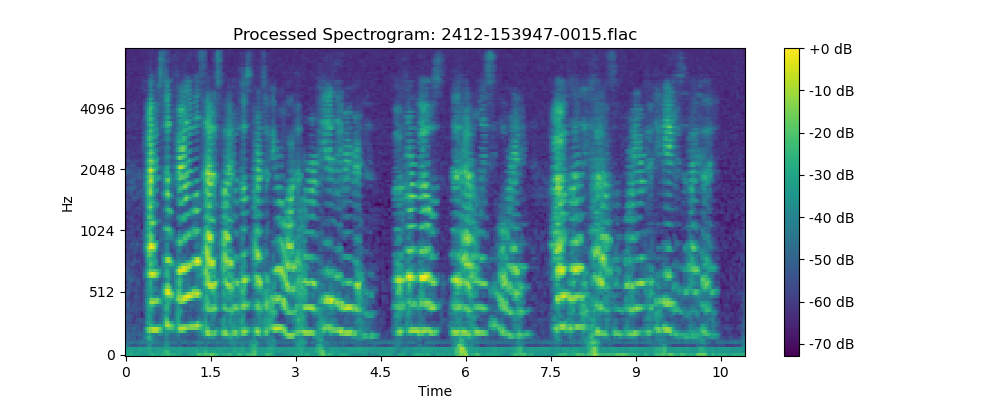 Processed Spectrogram: 2412-153947-0015.flac
Hz
4096
2048
1024
512
0
0 1.5 3 4.5 6 7.5 9 10
Time
+0 dB
-10 dB
-20 dB
-30 dB
-40 dB
-50 dB
-60 dB
-70 dB